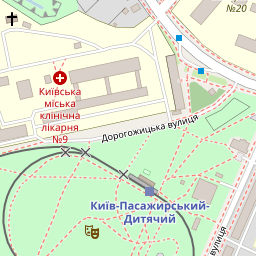 №20
Київська
міська
клінічна
лікарня
№9
Дорогожицька вулиця
Київ-Пасажирський-
Дитячий
вулиця